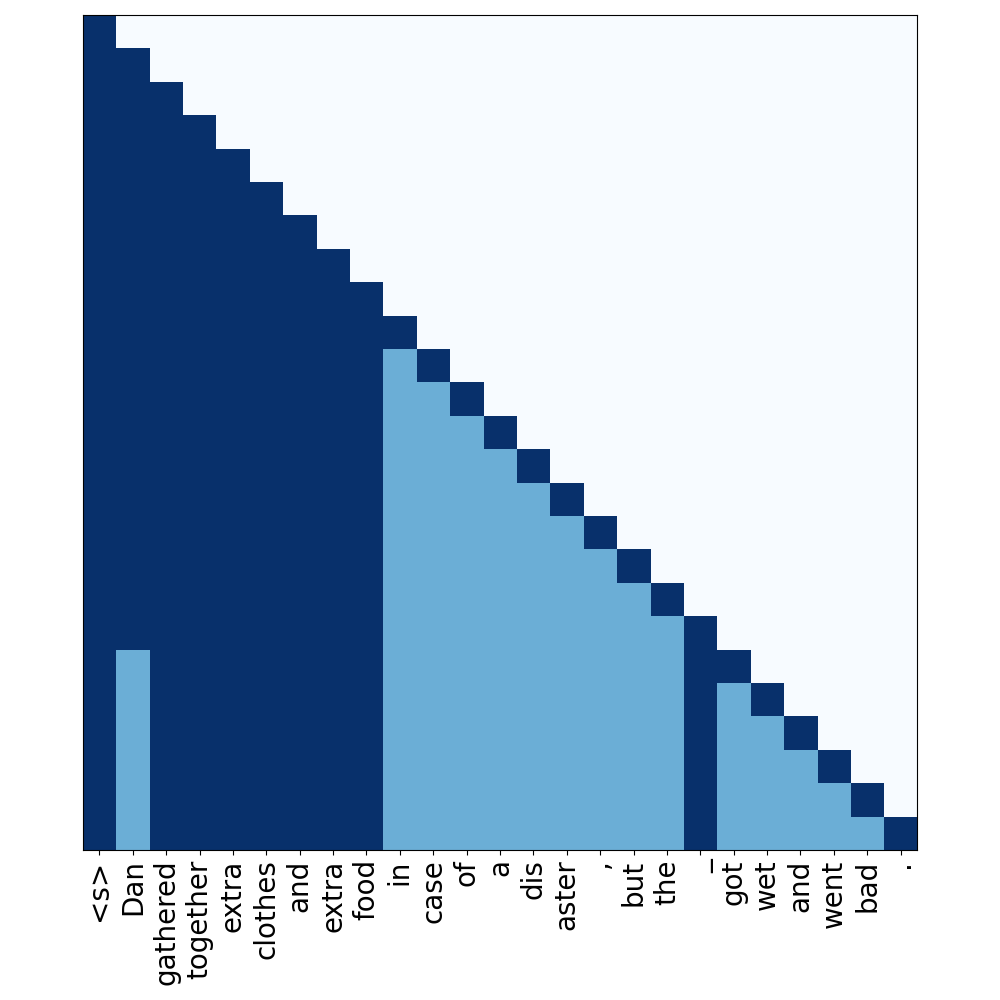 <s> Dan gathered together extra clothes and extra food in case of a dis aster , but the _ got wet and went bad .